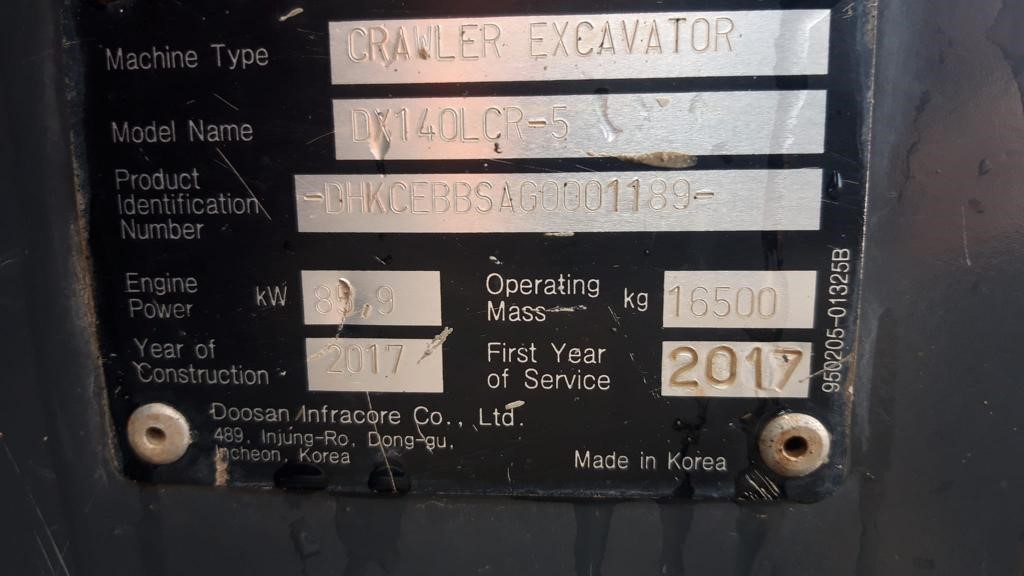 Machine Type CRAWLER EXCAVATOR
Model Name DX140LCR-5
Product
Identification
Number -DHKCEBBSAG0001189-
Engine
Power kW
Operating
Mass kg 16500
Year of
Construction 2017
First Year
of Service 2017
Doosan Infracore Co., Ltd.
489, Injung-Ro, Dong-gu,
Incheon, Korea
Made in Korea
950205-01325B